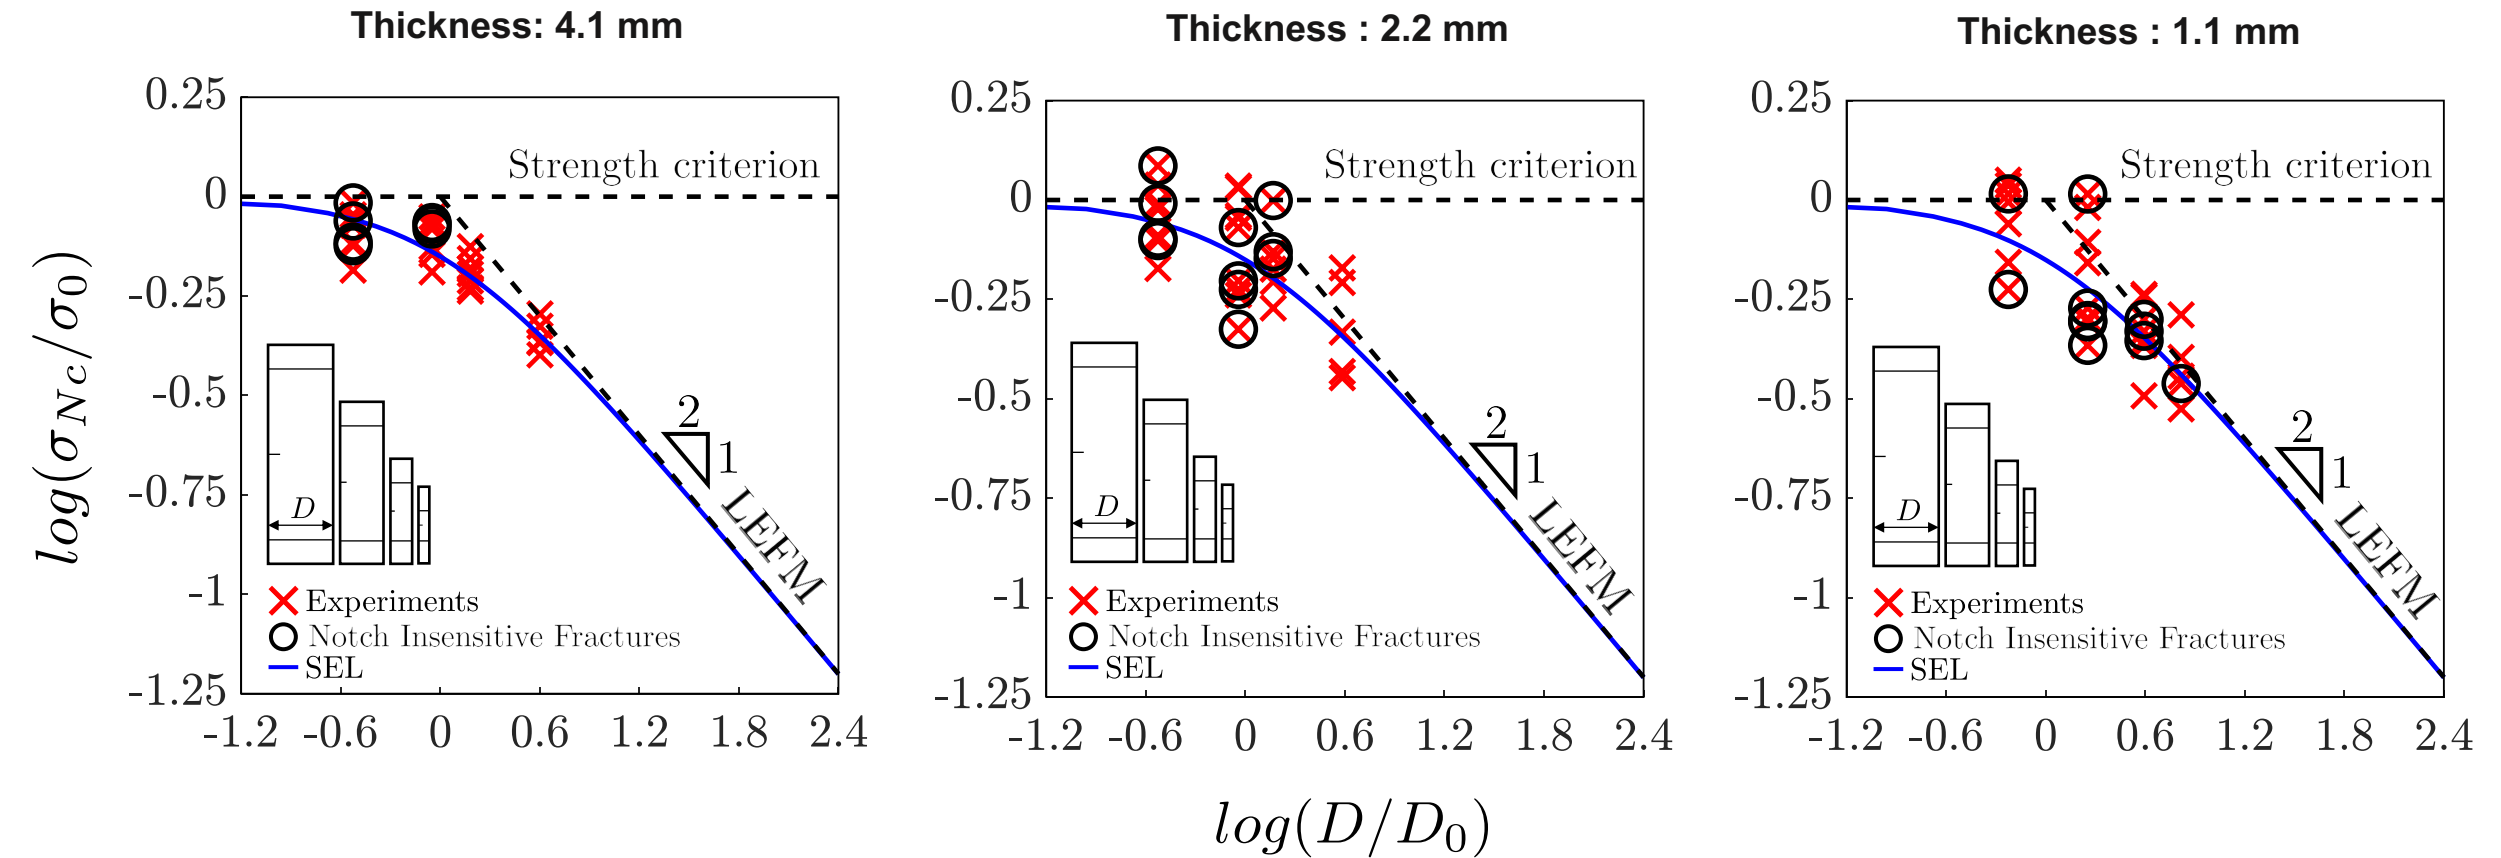 Thickness: 4.1 mm
0.25
0
-0.25
-0.5
-0.75
-1
-1.25
-1.2 -0.6 0 0.6 1.2 1.8 2.4
Strength criterion
2
1
LEFM
D
Experiments
Notch Insensitive Fractures
SEL
Thickness : 2.2 mm
0.25
0
-0.25
-0.5
-0.75
-1
-1.25
-1.2 -0.6 0 0.6 1.2 1.8 2.4
Strength criterion
2
1
LEFM
D
Experiments
Notch Insensitive Fractures
SEL
Thickness : 1.1 mm
0.25
0
-0.25
-0.5
-0.75
-1
-1.25
-1.2 -0.6 0 0.6 1.2 1.8 2.4
Strength criterion
2
1
LEFM
D
Experiments
Notch Insensitive Fractures
SEL
log(σNc/σ0)
log(D/D0)